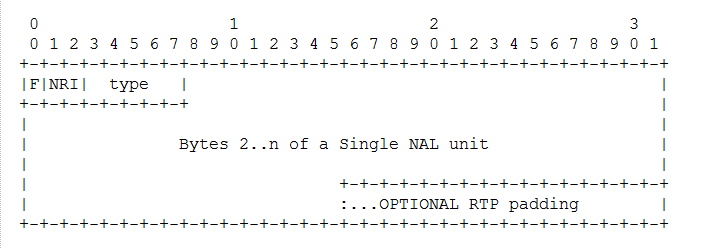 0                   1                   2                   3
 0 1 2 3 4 5 6 7 8 9 0 1 2 3 4 5 6 7 8 9 0 1 2 3 4 5 6 7 8 9 0 1
+-+-+-+-+-+-+-+-+-+-+-+-+-+-+-+-+-+-+-+-+-+-+-+-+-+-+-+-+-+-+-+-+
|F|NRI|  type   |                                               |
+-+-+-+-+-+-+-+-+                                               |
|                                                               |
|               Bytes 2..n of a Single NAL unit                 |
|                                                               |
|                               +-+-+-+-+-+-+-+-+-+-+-+-+-+-+-+-+
|                               :...OPTIONAL RTP padding        |
+-+-+-+-+-+-+-+-+-+-+-+-+-+-+-+-+-+-+-+-+-+-+-+-+-+-+-+-+-+-+-+-+